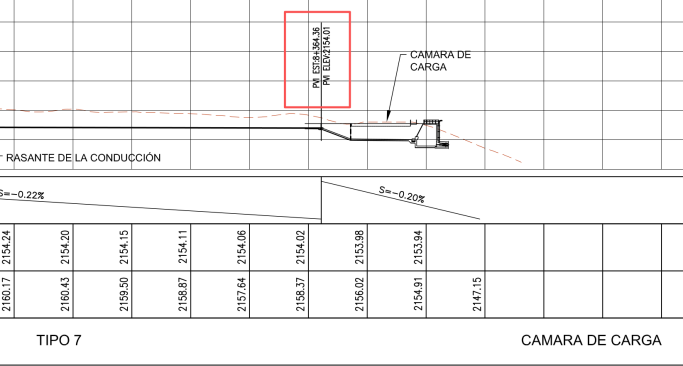 PVI EST:8+364.36
PVI ELEV:2154.01
CAMARA DE
CARGA
RASANTE DE LA CONDUCCIÓN
S=-0.22%
S=-0.20%
2154.24 2154.20 2154.15 2154.11 2154.06 2154.02 2153.98 2153.94
2160.17 2160.43 2159.50 2158.87 2157.64 2158.37 2156.02 2154.91 2147.15
TIPO 7
CAMARA DE CARGA